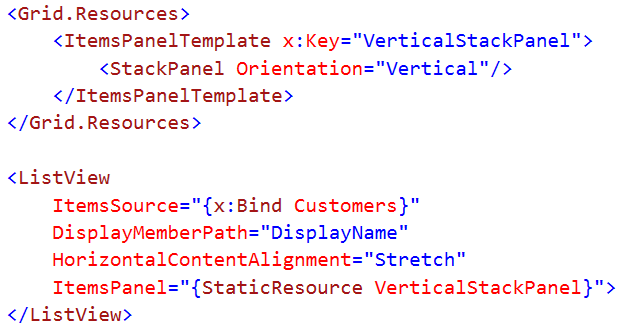 <Grid.Resources>
    <ItemsPanelTemplate x:Key="VerticalStackPanel">
        <StackPanel Orientation="Vertical"/>
    </ItemsPanelTemplate>
</Grid.Resources>

<ListView
    ItemsSource="{x:Bind Customers}"
    DisplayMemberPath="DisplayName"
    HorizontalContentAlignment="Stretch"
    ItemsPanel="{StaticResource VerticalStackPanel}">
</ListView>